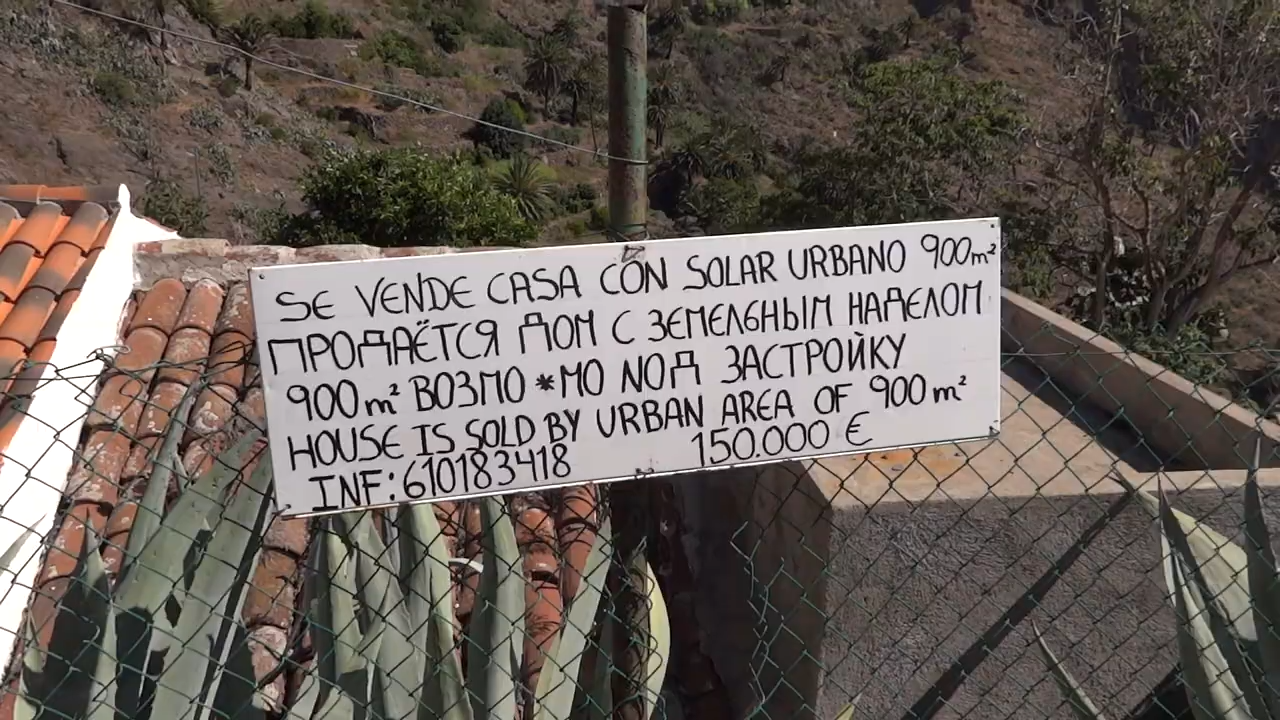 SE VENDE CASA CON SOLAR URBANO 900m²
ПРОДАЁТСЯ ДОМ С ЗЕМЕЛЬНЫМ НАДЕЛОМ
900m² ВОЗМО*МО ПОД ЗАСТРОЙКУ
HOUSE IS SOLD BY URBAN AREA OF 900m²
INF:610183418 150.000 €